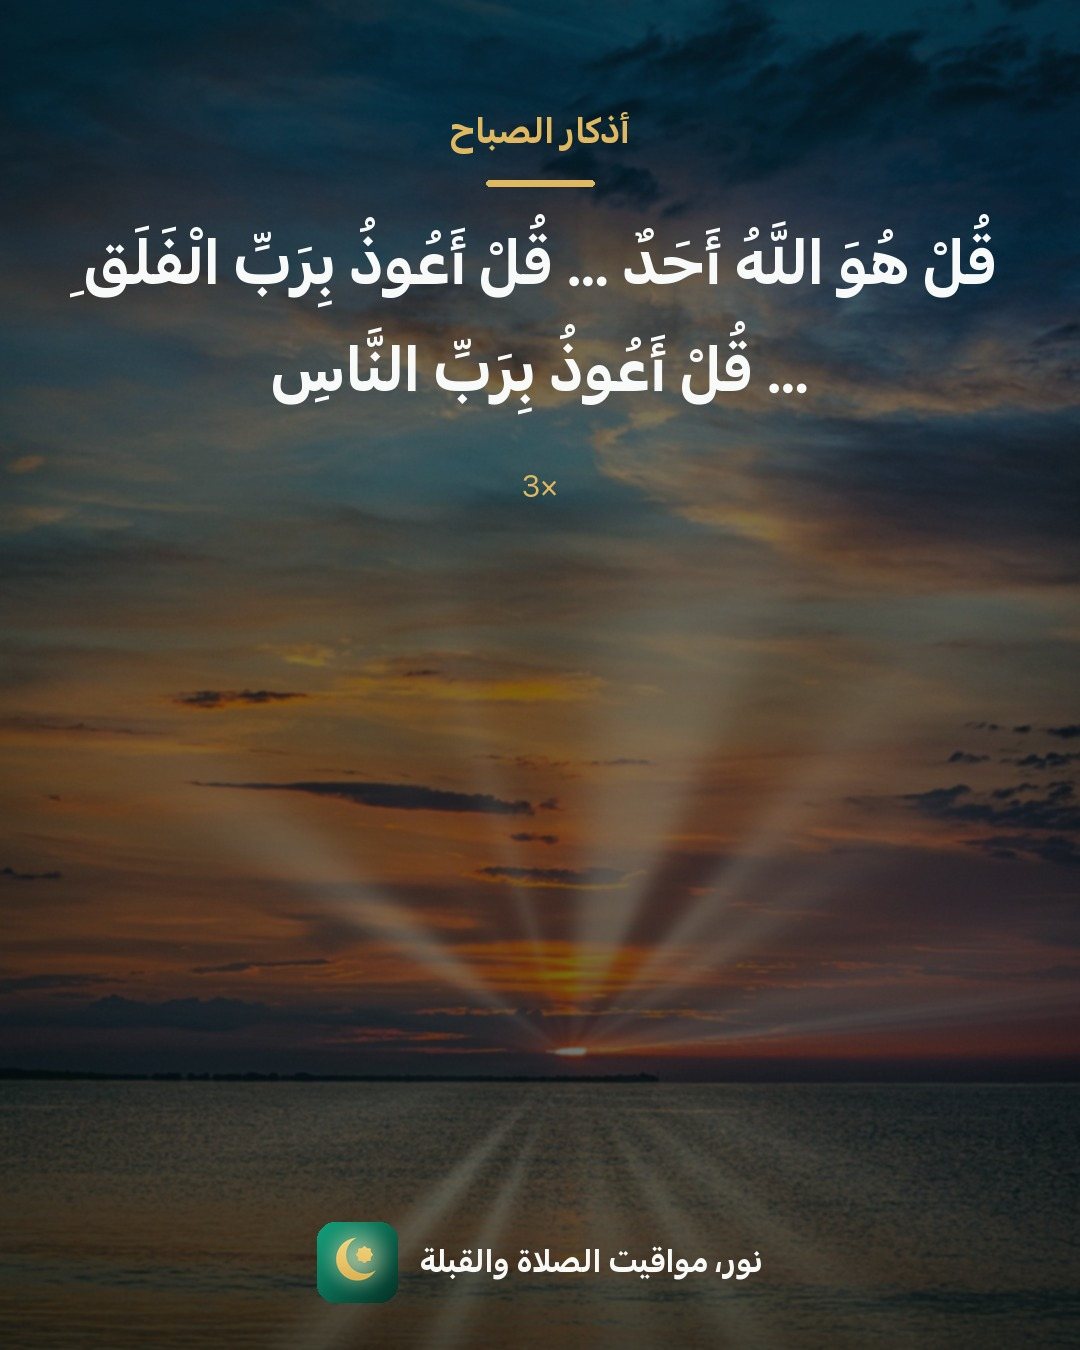 أذكار الصباح
قُلْ هُوَ اللَّهُ أَحَدٌ ... قُلْ أَعُوذُ بِرَبِّ الْفَلَقِ
... قُلْ أَعُوذُ بِرَبِّ النَّاسِ
3×
نور، مواقيت الصلاة والقبلة